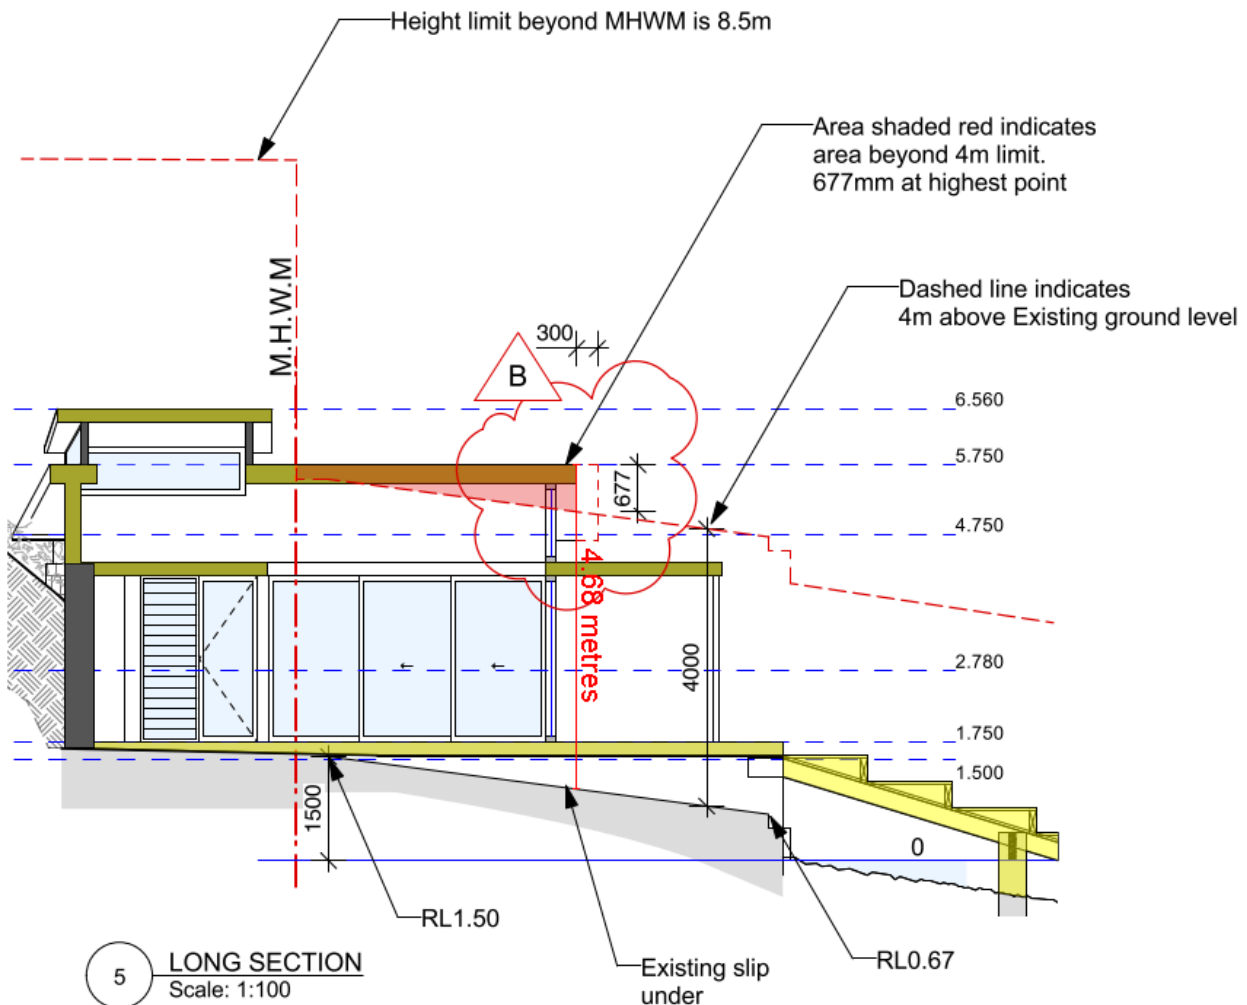 Height limit beyond MHWM is 8.5m
Area shaded red indicates
area beyond 4m limit.
677mm at highest point
Dashed line indicates
4m above Existing ground level
M.H.W.M
300
B
6.560
5.750
677
4.750
4.68 metres
4000
2.780
1.750
1.500
1500
0
RL1.50
RL0.67
Existing slip
under
5
LONG SECTION
Scale: 1:100